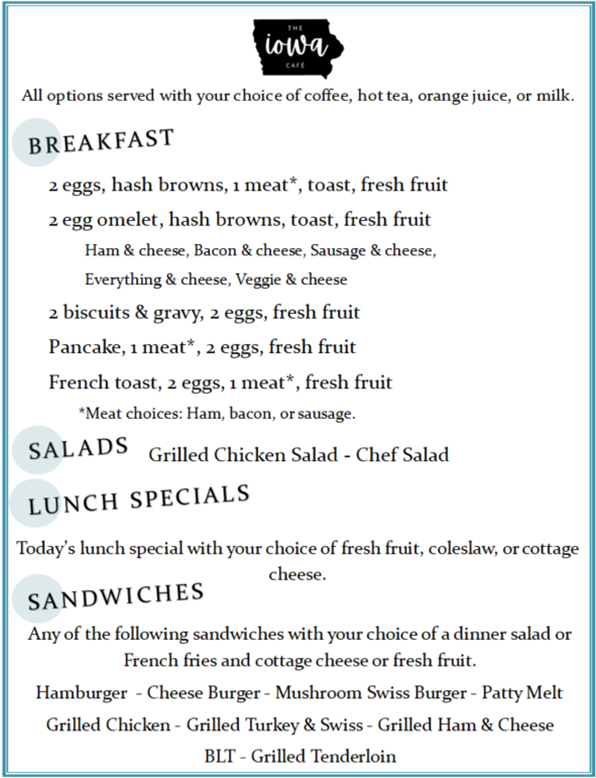 THE
iowa
CAFÉ
All options served with your choice of coffee, hot tea, orange juice, or milk.
BREAKFAST
2 eggs, hash browns, 1 meat*, toast, fresh fruit
2 egg omelet, hash browns, toast, fresh fruit
Ham & cheese, Bacon & cheese, Sausage & cheese,
Everything & cheese, Veggie & cheese
2 biscuits & gravy, 2 eggs, fresh fruit
Pancake, 1 meat*, 2 eggs, fresh fruit
French toast, 2 eggs, 1 meat*, fresh fruit
*Meat choices: Ham, bacon, or sausage.
SALADS Grilled Chicken Salad - Chef Salad
LUNCH SPECIALS
Today's lunch special with your choice of fresh fruit, coleslaw, or cottage
cheese.
SANDWICHES
Any of the following sandwiches with your choice of a dinner salad or
French fries and cottage cheese or fresh fruit.
Hamburger - Cheese Burger - Mushroom Swiss Burger - Patty Melt
Grilled Chicken - Grilled Turkey & Swiss - Grilled Ham & Cheese
BLT - Grilled Tenderloin